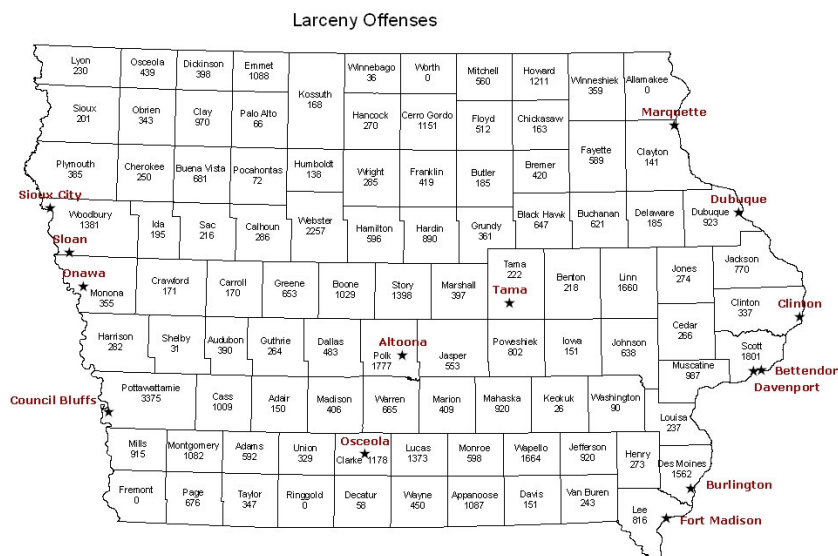 Larceny Offenses
Lyon
230
Osceola
439
Dickinson
398
Emmet
1088
Kossuth
168
Winnebago
36
Worth
0
Mitchell
560
Howard
1211
Winneshiek
359
Allamakee
0
Sioux
201
Obrien
343
Clay
970
Palo Alto
66
Hancock
270
Cerro Gordo
1151
Floyd
512
Chickasaw
163
Marquette
Plymouth
385
Cherokee
250
Buena Vista
681
Pocahontas
72
Humboldt
138
Wright
285
Franklin
419
Butler
185
Bremer
420
Fayette
589
Clayton
141
Sioux City
Woodbury
1381
Ida
195
Sac
216
Calhoun
286
Webster
2257
Hamilton
596
Hardin
890
Grundy
361
Black Hawk
647
Buchanan
621
Delaware
185
Dubuque
Dubuque
923
Sloan
Onawa
Monona
355
Crawford
171
Carroll
170
Greene
653
Boone
1029
Story
1398
Marshall
397
Tama
222
Tama
Benton
218
Linn
1660
Jones
274
Jackson
770
Clinton
337
Clinton
Harrison
282
Shelby
31
Audubon
390
Guthrie
264
Dallas
483
Altoona
Polk
1777
Jasper
553
Poweshiek
802
Iowa
151
Johnson
638
Cedar
266
Scott
1801
Muscatine
987
Bettendorf
Davenport
Pottawattamie
3375
Council Bluffs
Cass
1009
Adair
150
Madison
406
Warren
665
Marion
409
Mahaska
920
Keokuk
26
Washington
90
Louisa
237
Mills
915
Montgomery
1082
Adams
592
Union
329
Osceola
Clarke 1178
Lucas
1373
Monroe
598
Wapello
1664
Jefferson
920
Henry
273
Des Moines
1562
Burlington
Fremont
0
Page
676
Taylor
347
Ringgold
0
Decatur
58
Wayne
450
Appanoose
1087
Davis
151
Van Buren
243
Lee
816
Fort Madison